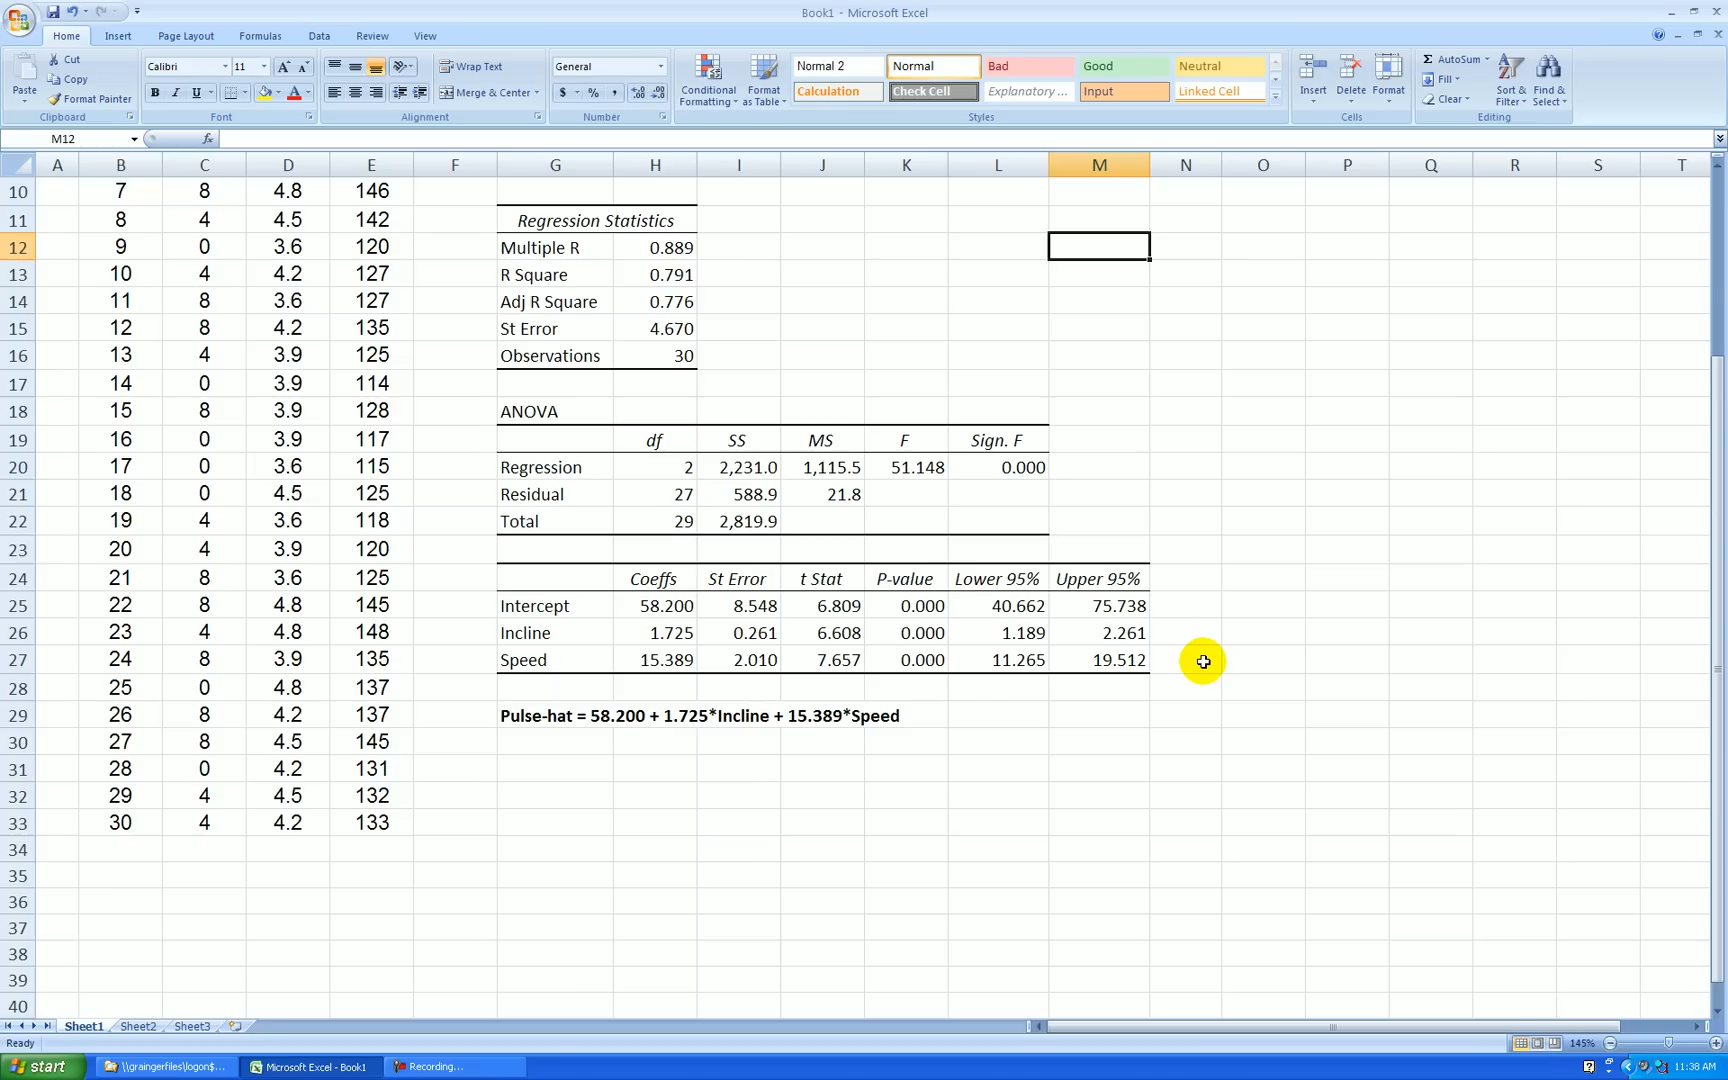 Book1 - Microsoft Excel
Home Insert Page Layout Formulas Data Review View
Paste
Cut
Copy
Format Painter
Clipboard
Calibri 11
B I U
Font
Wrap Text
Merge & Center
Alignment
General
$ % ,
Number
Conditional Formatting
Format as Table
Normal 2 Normal Bad Good Neutral
Calculation Check Cell Explanatory ... Input Linked Cell
Styles
Insert Delete Format
Cells
AutoSum
Fill
Clear
Sort & Filter
Find & Select
Editing
M12 fx
A B C D E F G H I J K L M N O P Q R S T
10 7 8 4.8 146
11 8 4 4.5 142 Regression Statistics
12 9 0 3.6 120 Multiple R 0.889
13 10 4 4.2 127 R Square 0.791
14 11 8 3.6 127 Adj R Square 0.776
15 12 8 4.2 135 St Error 4.670
16 13 4 3.9 125 Observations 30
17 14 0 3.9 114
18 15 8 3.9 128 ANOVA
19 16 0 3.9 117 df SS MS F Sign. F
20 17 0 3.6 115 Regression 2 2,231.0 1,115.5 51.148 0.000
21 18 0 4.5 125 Residual 27 588.9 21.8
22 19 4 3.6 118 Total 29 2,819.9
23 20 4 3.9 120
24 21 8 3.6 125 Coeffs St Error t Stat P-value Lower 95% Upper 95%
25 22 8 4.8 145 Intercept 58.200 8.548 6.809 0.000 40.662 75.738
26 23 4 4.8 148 Incline 1.725 0.261 6.608 0.000 1.189 2.261
27 24 8 3.9 135 Speed 15.389 2.010 7.657 0.000 11.265 19.512
28 25 0 4.8 137
29 26 8 4.2 137 Pulse-hat = 58.200 + 1.725*Incline + 15.389*Speed
30 27 8 4.5 145
31 28 0 4.2 131
32 29 4 4.5 132
33 30 4 4.2 133
34
35
36
37
38
39
40
Sheet1 Sheet2 Sheet3
Ready 145%
start \\graingerfiles\logon$... Microsoft Excel - Book1 Recording... 11:38 AM